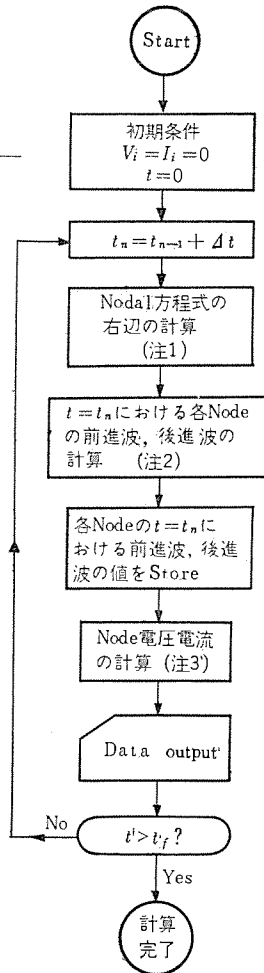 Start
初期条件
Vi=Ii=0
t=0
tn=tn-1+Δt
Nodal方程式の
右辺の計算
(注1)
t=tnにおける各Node
の前進波,後進波の
計算 (注2)
各Nodeのt=tnに
おける前進波,後進
波の値をStore
Node電圧電流
の計算 (注3)
Data output
t>tf?
No
Yes
計算
完了